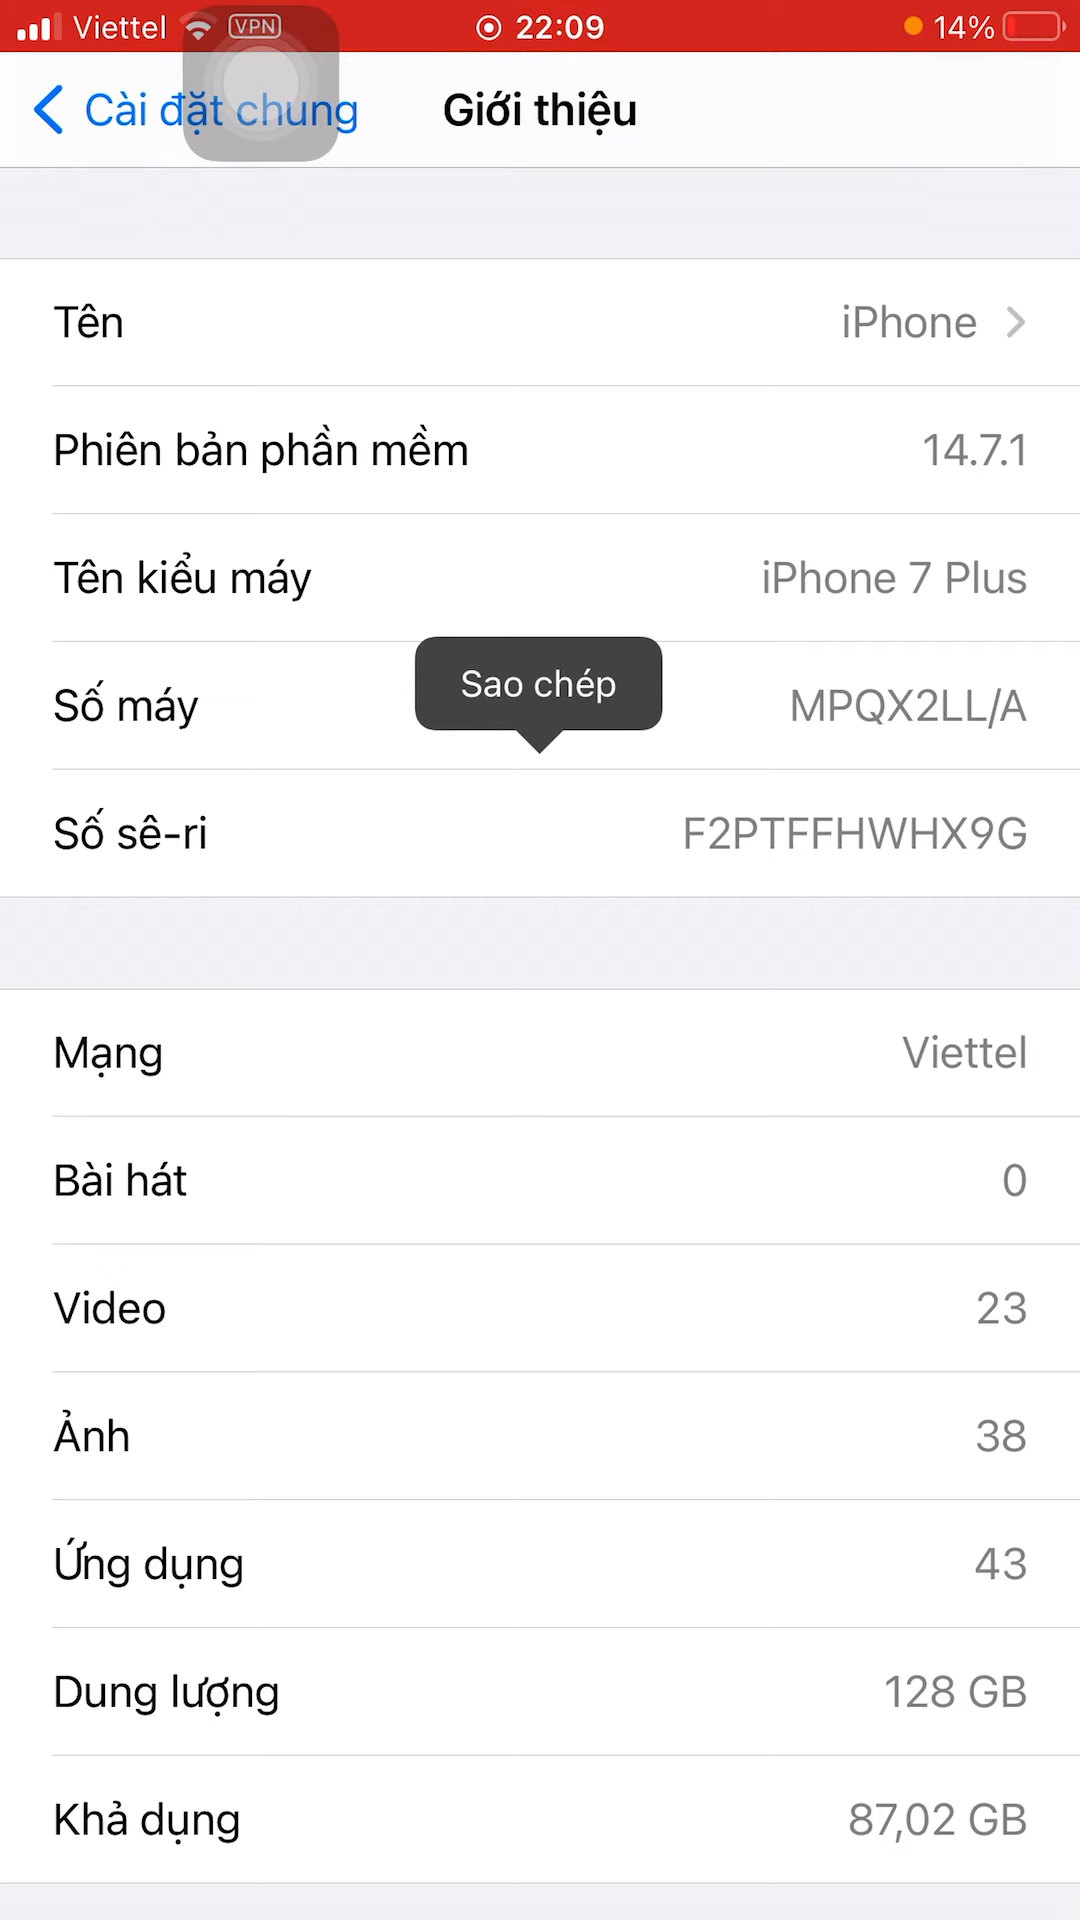 Viettel VPN 22:09 14%
Cài đặt chung Giới thiệu
Tên iPhone
Phiên bản phần mềm 14.7.1
Tên kiểu máy iPhone 7 Plus
Sao chép
Số máy MPQX2LL/A
Số sê-ri F2PTFFHWHX9G
Mạng Viettel
Bài hát 0
Video 23
Ảnh 38
Ứng dụng 43
Dung lượng 128 GB
Khả dụng 87,02 GB